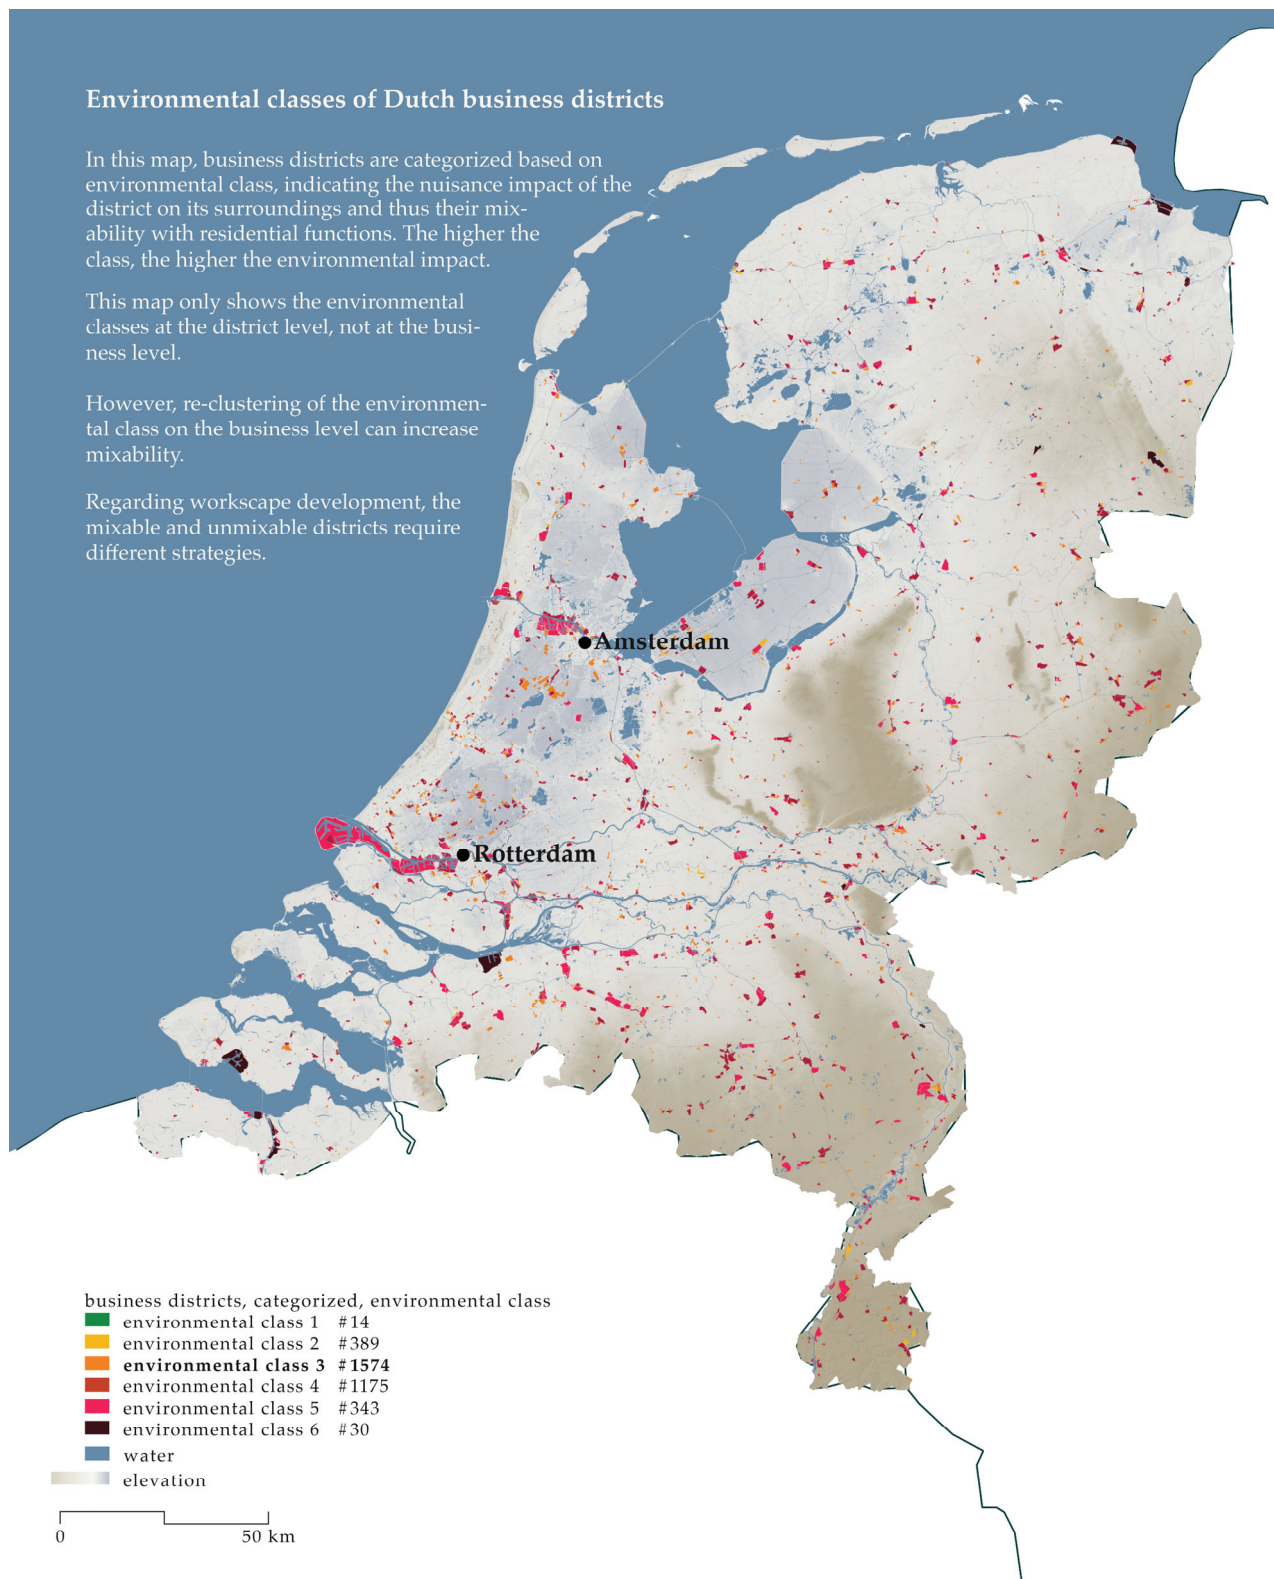 Environmental classes of Dutch business districts
In this map, business districts are categorized based on
environmental class, indicating the nuisance impact of the
district on its surroundings and thus their mix-
ability with residential functions. The higher the
class, the higher the environmental impact.
This map only shows the environmental
classes at the district level, not at the busi-
ness level.
However, re-clustering of the environmen-
tal class on the business level can increase
mixability.
Regarding workscape development, the
mixable and unmixable districts require
different strategies.
Amsterdam
Rotterdam
business districts, categorized, environmental class
environmental class 1 #14
environmental class 2 #389
environmental class 3 #1574
environmental class 4 #1175
environmental class 5 #343
environmental class 6 #30
water
elevation
0 50 km